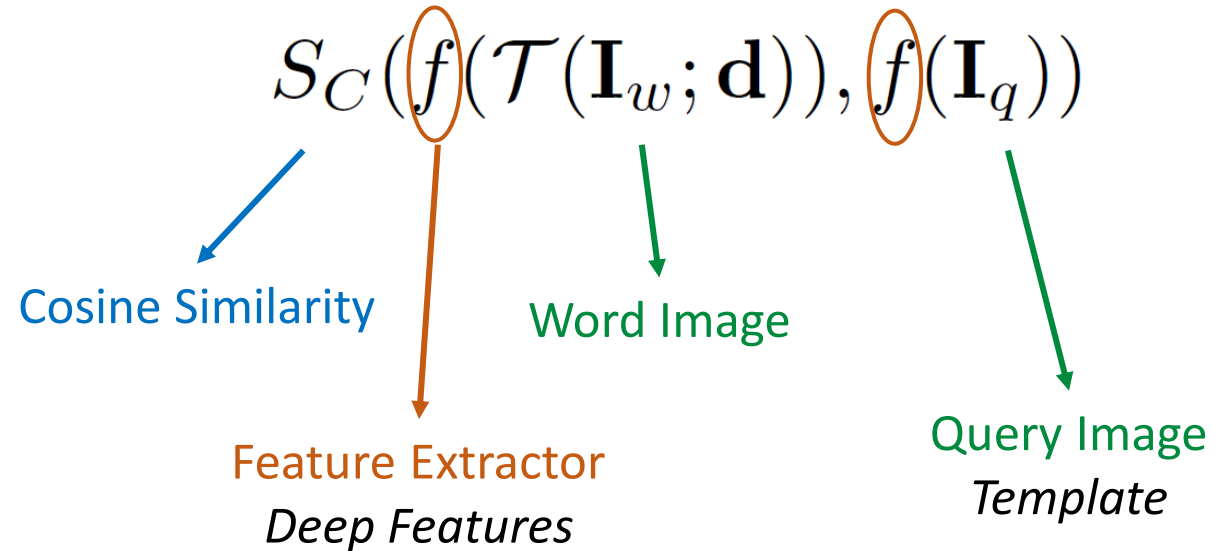 S_C(f(𝒯(𝐈_w; 𝐝)), f(𝐈_q))
Cosine Similarity
Word Image
Feature Extractor
Deep Features
Query Image
Template